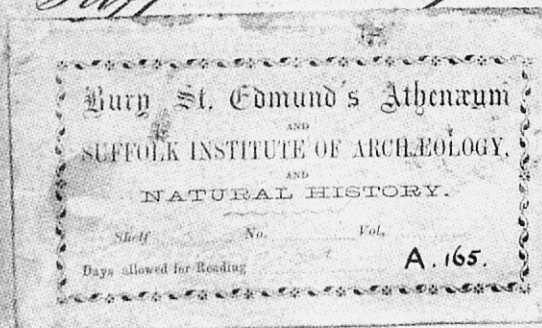 Bury St. Edmund's Athenæum
AND
SUFFOLK INSTITUTE OF ARCHÆOLOGY,
AND
NATURAL HISTORY.
Shelf No. Vol,
Days allowed for Reading A. 165.